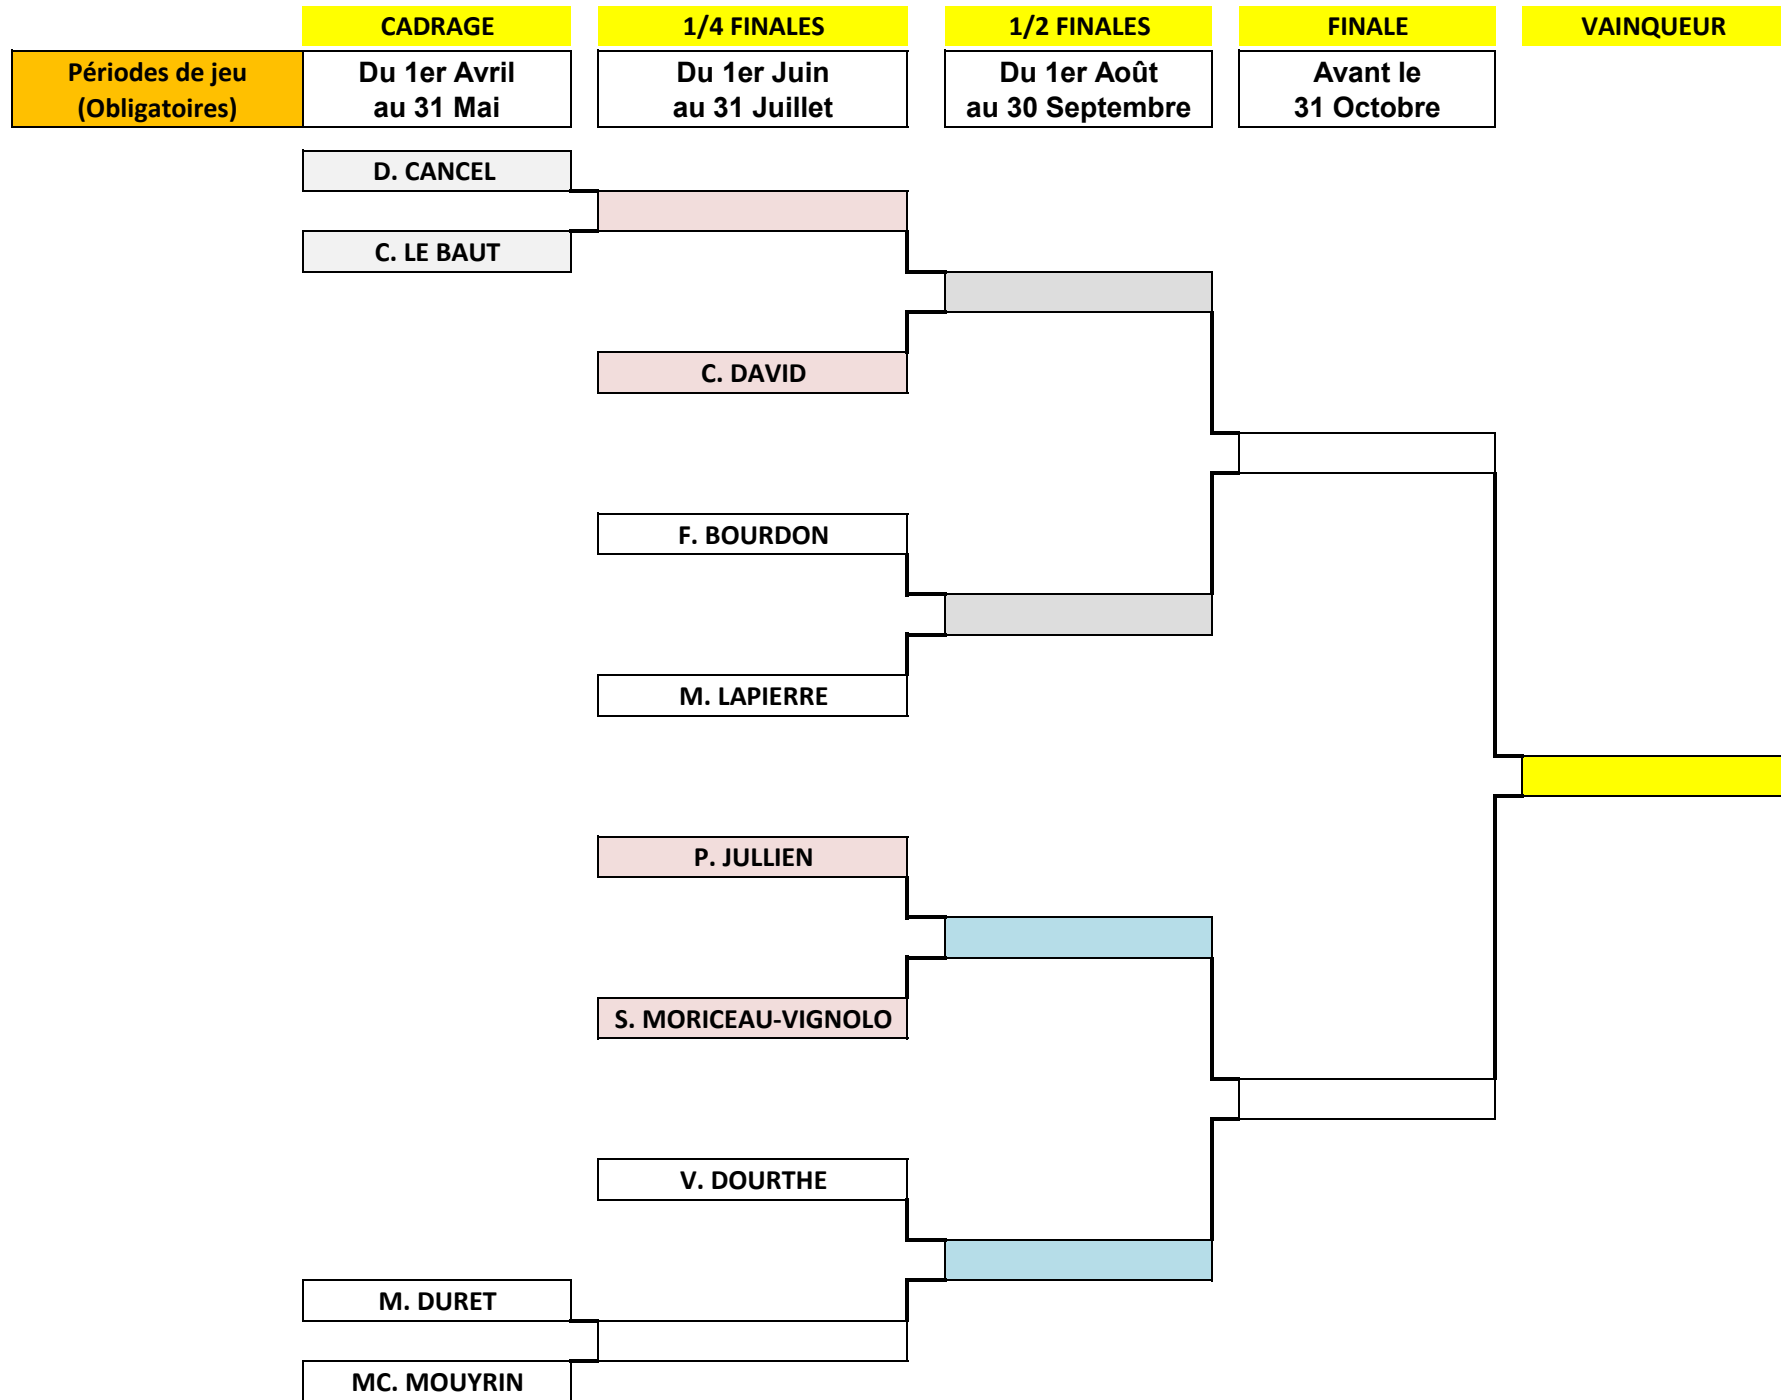 CADRAGE
1/4 FINALES
1/2 FINALES
FINALE
VAINQUEUR
Périodes de jeu
(Obligatoires)
Du 1er Avril
au 31 Mai
Du 1er Juin
au 31 Juillet
Du 1er Août
au 30 Septembre
Avant le
31 Octobre
D. CANCEL
C. LE BAUT
C. DAVID
F. BOURDON
M. LAPIERRE
P. JULLIEN
S. MORICEAU-VIGNOLO
V. DOURTHE
M. DURET
MC. MOUYRIN